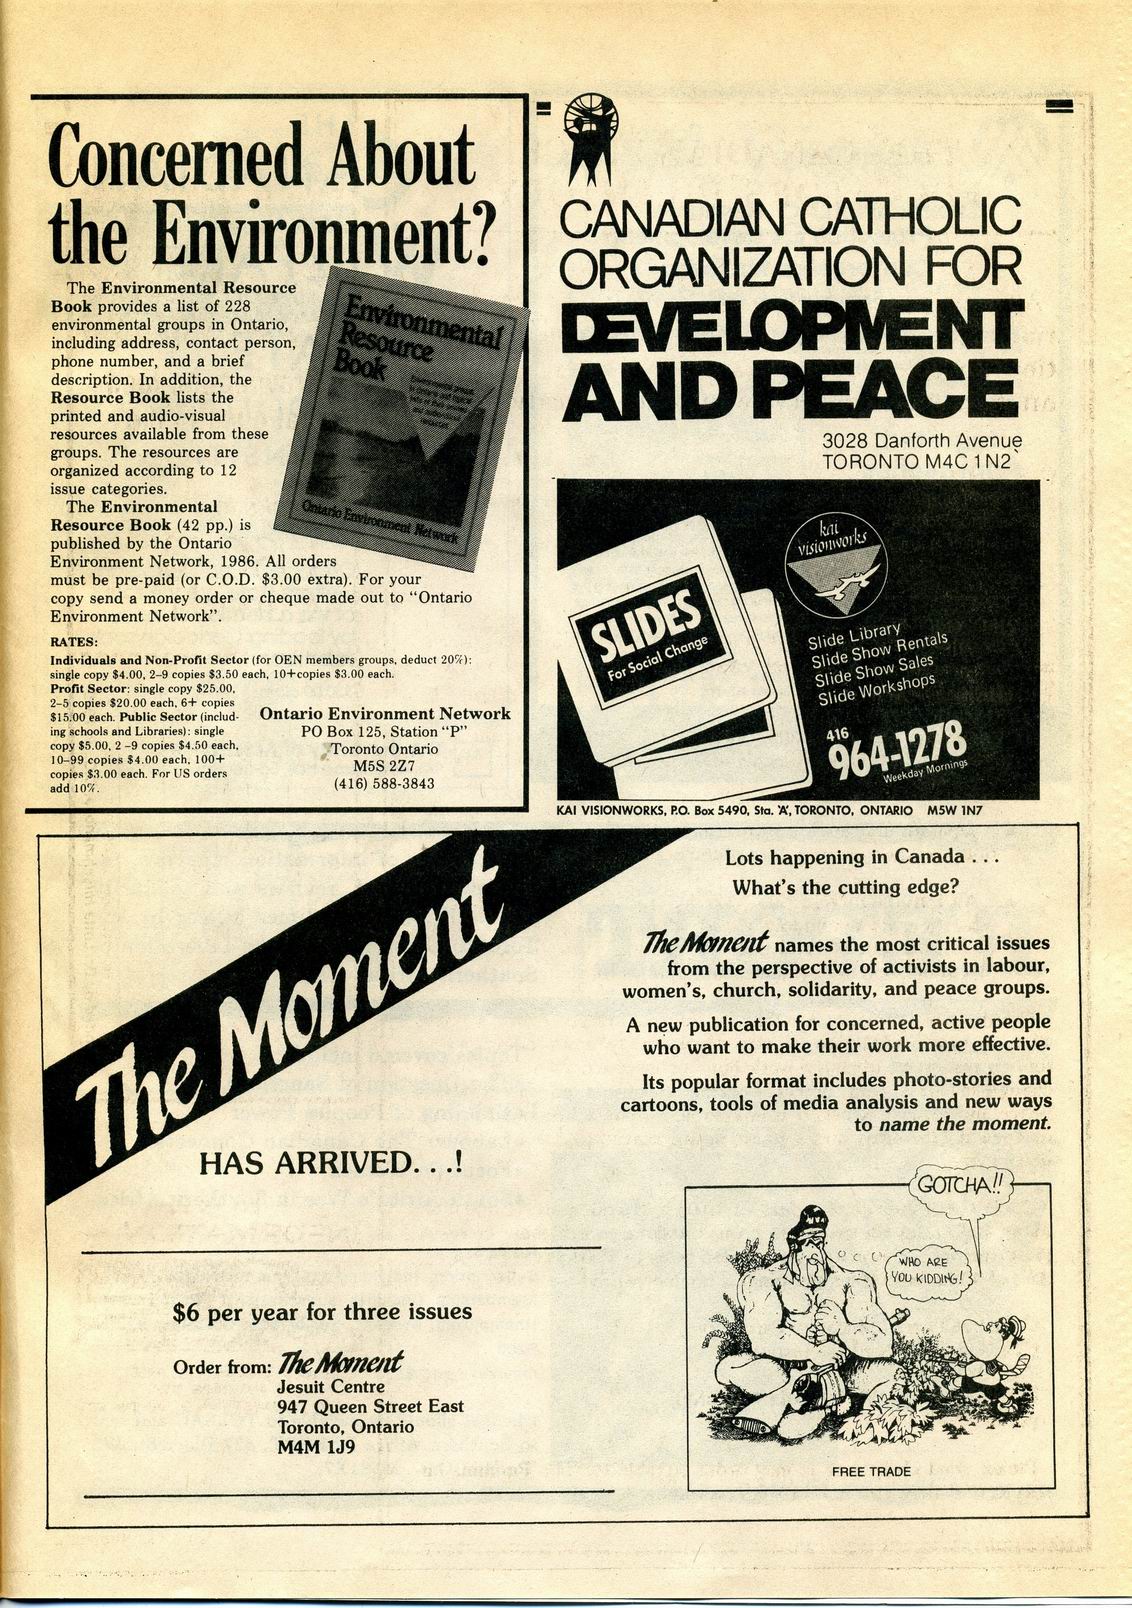 Concerned About
the Environment?
The Environmental Resource
Book provides a list of 228
environmental groups in Ontario,
including address, contact person,
phone number, and a brief
description. In addition, the
Resource Book lists the
printed and audio-visual
resources available from these
groups. The resources are
organized according to 12
issue categories.
The Environmental
Resource Book (42 pp.) is
published by the Ontario
Environment Network, 1986. All orders
must be pre-paid (or C.O.D. $3.00 extra). For your
copy send a money order or cheque made out to "Ontario
Environment Network".
Environmental
Resource
Book
Ontario Environment Network
RATES:
Individuals and Non-Profit Sector (for OEN members groups, deduct 20%):
single copy $4.00, 2-9 copies $3.50 each, 10+copies $3.00 each.
Profit Sector: single copy $25.00,
2-5 copies $20.00 each, 6+ copies
$15.00 each. Public Sector (includ-
ing schools and Libraries): single
copy $5.00, 2 -9 copies $4.50 each,
10-99 copies $4.00 each, 100+
copies $3.00 each. For US orders
add 10%.
Ontario Environment Network
PO Box 125, Station "P"
Toronto Ontario
M5S 2Z7
(416) 588-3843
CANADIAN CATHOLIC
ORGANIZATION FOR
DEVELOPMENT
AND PEACE
3028 Danforth Avenue
TORONTO M4C 1N2
kai
visionworks
SLIDES
For Social Change
Slide Library
Slide Show Rentals
Slide Show Sales
Slide Workshops
416
964-1278
Weekday Mornings
KAI VISIONWORKS, P.O. Box 5490, Sta. 'A', TORONTO, ONTARIO M5W 1N7
The Moment
HAS ARRIVED. . .!
Lots happening in Canada . . .
What's the cutting edge?
The Moment names the most critical issues
from the perspective of activists in labour,
women's, church, solidarity, and peace groups.
A new publication for concerned, active people
who want to make their work more effective.
Its popular format includes photo-stories and
cartoons, tools of media analysis and new ways
to name the moment.
$6 per year for three issues
Order from: The Moment
Jesuit Centre
947 Queen Street East
Toronto, Ontario
M4M 1J9
GOTCHA!!
WHO ARE
YOU KIDDING!
FREE TRADE